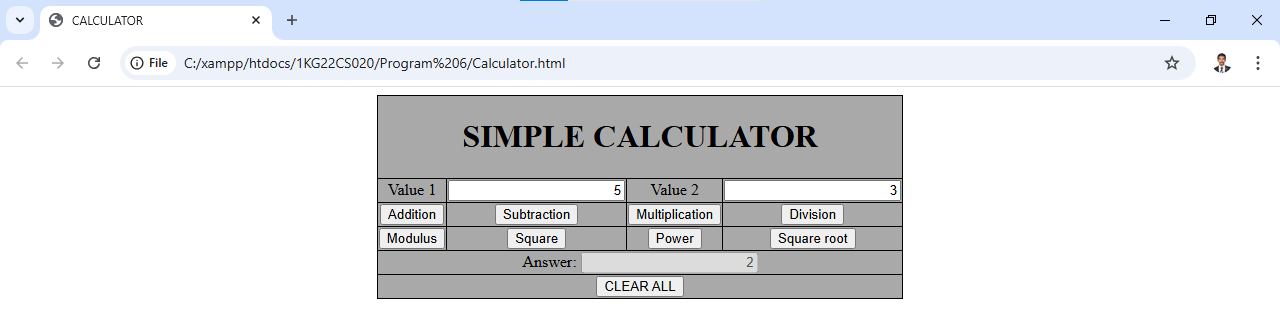 CALCULATOR
File C:/xampp/htdocs/1KG22CS020/Program%206/Calculator.html
SIMPLE CALCULATOR
Value 1 5 Value 2 3
Addition Subtraction Multiplication Division
Modulus Square Power Square root
Answer: 2
CLEAR ALL